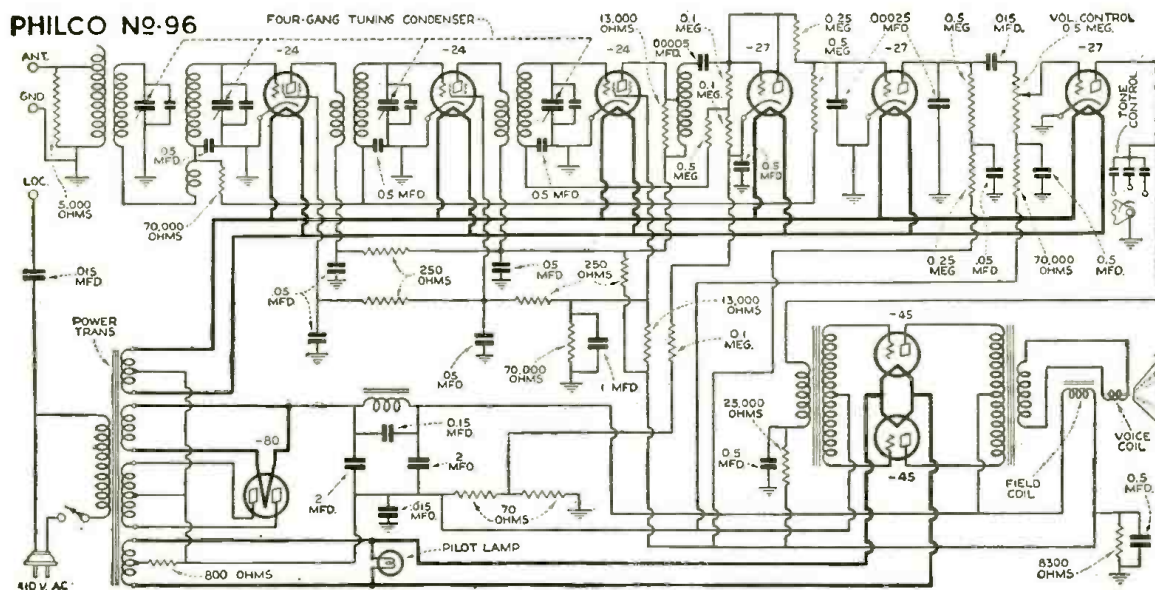 PHILCO Nº·96
FOUR-GANG TUNING CONDENSER
13,000
OHMS
0.1
MEG.
0.25
MEG
.00025
MFD
0.5
MEG.
.015
MFD.
VOL. CONTROL
0.5 MEG.
ANT.
-24
-24
-24
.00005
MFD.
0.5
MEG
-27
-27
-27
GND.
0.1
MEG.
TONE
CONTROL
.05
MFD
.05 MFD
.05 MFD
0.5
MEG
0.5
MFD
LOC.
5,000
OHMS
70,000
OHMS
.015
MFD
.05
MFD
250
OHMS
.05
MFD
250
OHMS
0.25
MEG
.05
MFD
70,000
OHMS
0.5
MFD.
POWER
TRANS
.05
MFD
70,000
OHMS
1 MFD
13,000
OHMS
0.1
MEG.
-45
-80
0.15
MFD.
2
MFD.
2
MFD.
.015
MFD.
70
OHMS
25,000
OHMS
0.5
MFD
-45
VOICE
COIL
FIELD
COIL
0.5
MFD.
PILOT LAMP
800 OHMS
8300
OHMS
110 V. AC